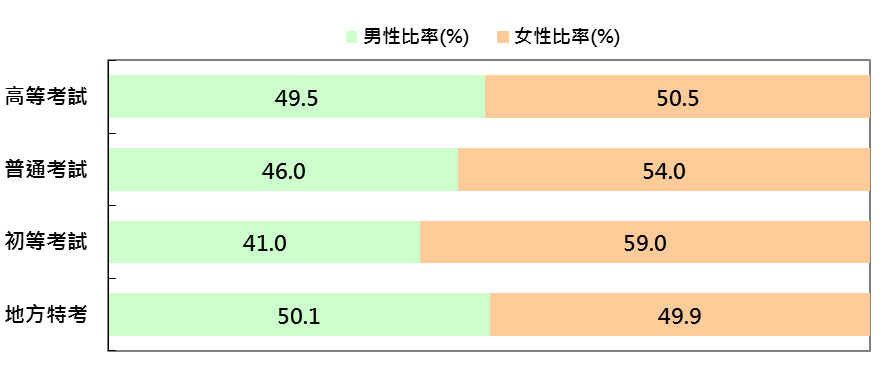 男性比率(%) 女性比率(%)
高等考試 49.5 50.5
普通考試 46.0 54.0
初等考試 41.0 59.0
地方特考 50.1 49.9